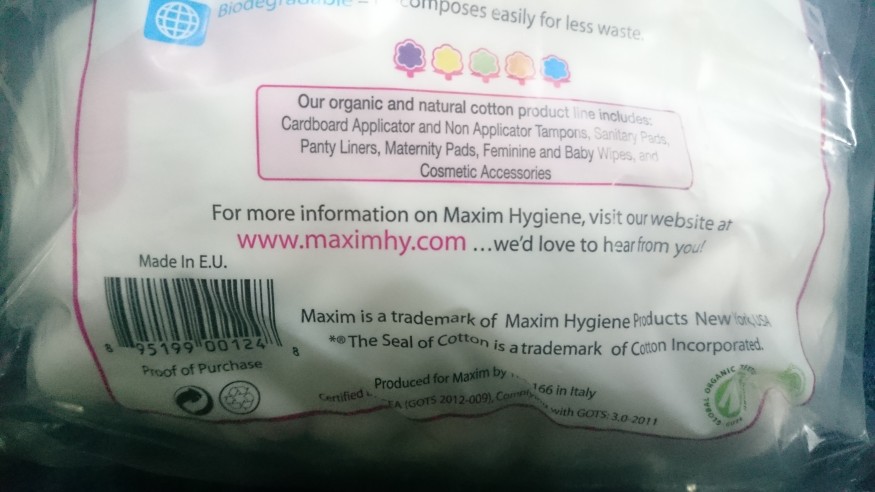 Biodegradable –
composes easily for less waste.
Our organic and natural cotton product line includes:
Cardboard Applicator and Non Applicator Tampons, Sanitary Pads,
Panty Liners, Maternity Pads, Feminine and Baby Wipes, and
Cosmetic Accessories
For more information on Maxim Hygiene, visit our website at
www.maximhy.com ...we'd love to hear from you!
Made In E.U.
8 95199 00124 8
Proof of Purchase
Maxim is a trademark of Maxim Hygiene Products New York, USA
*® The Seal of Cotton is a trademark of Cotton Incorporated.
Produced for Maxim by 166 in Italy
Certified (GOTS 2012-009), with GOTS: 3.0-2011
GLOBAL ORGANIC